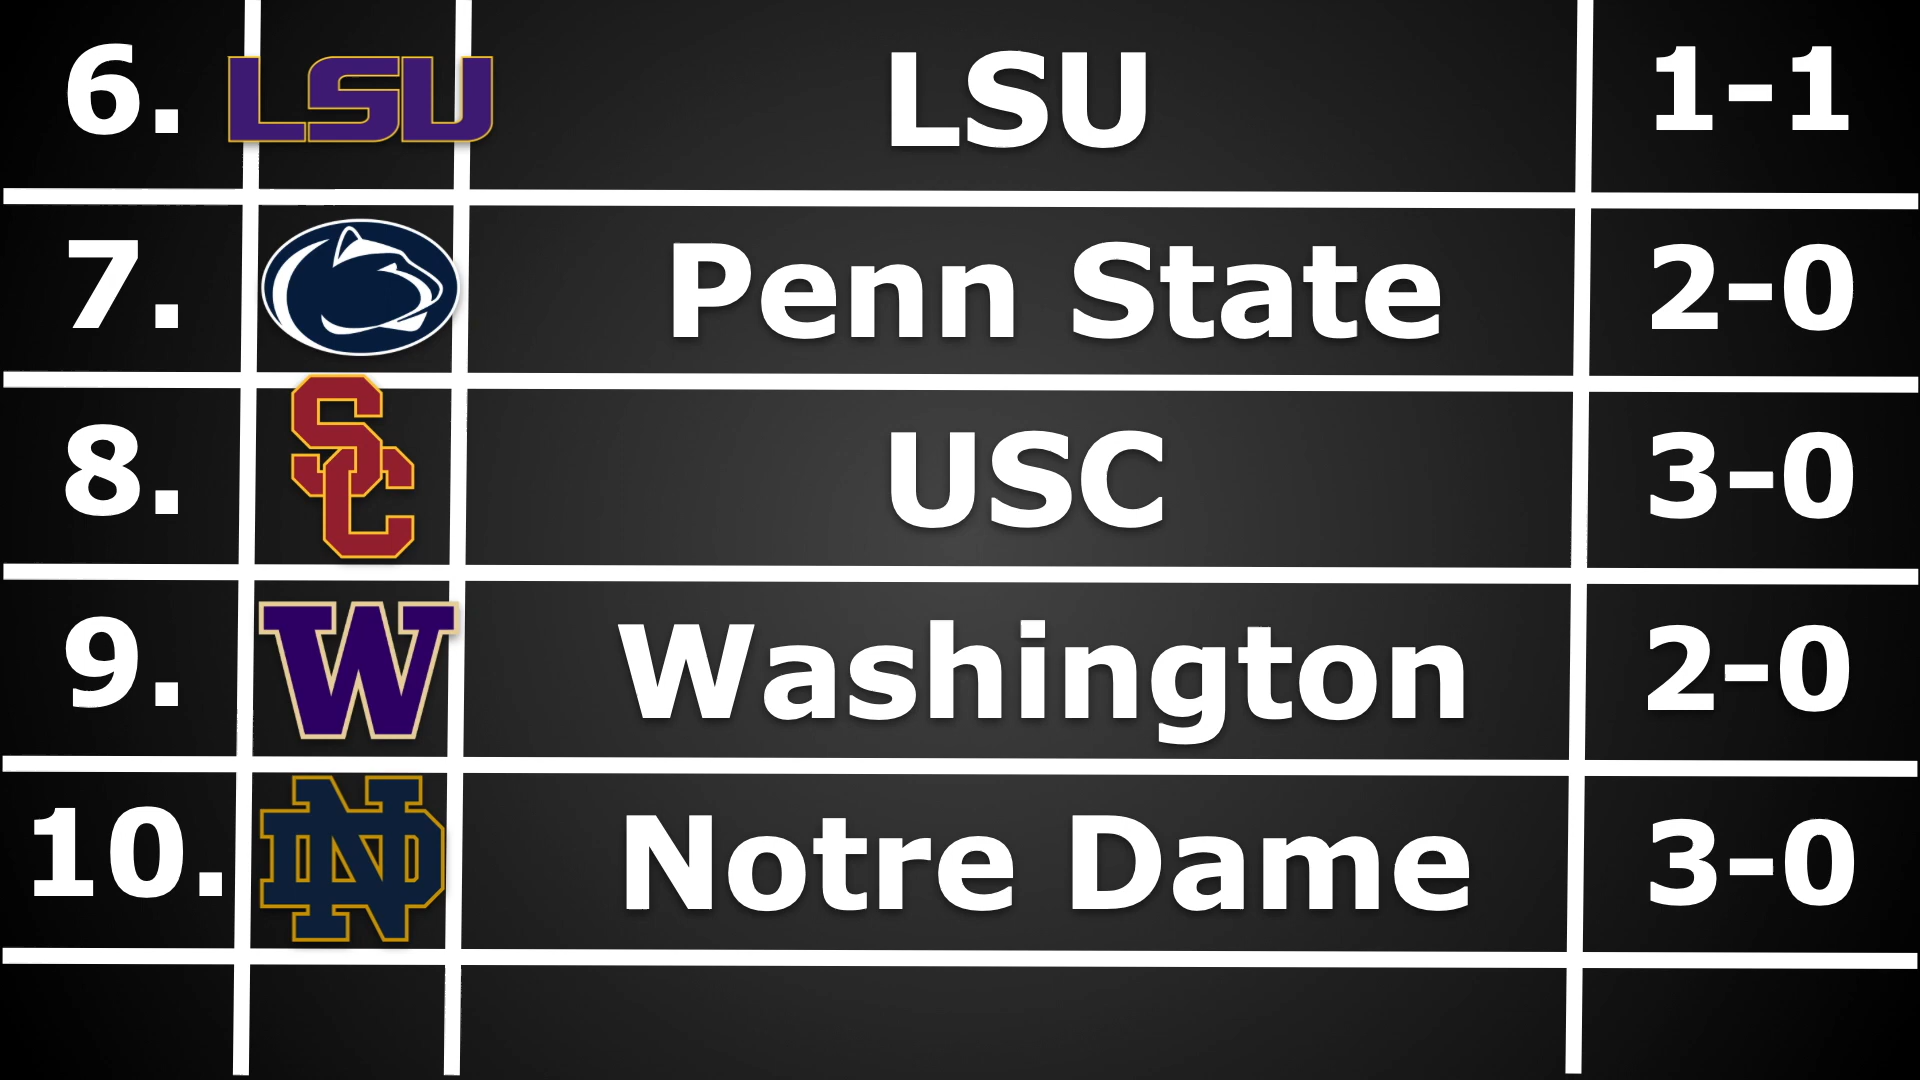 6. LSU LSU 1-1
7. Penn State 2-0
8. SC USC 3-0
9. W Washington 2-0
10. ND Notre Dame 3-0